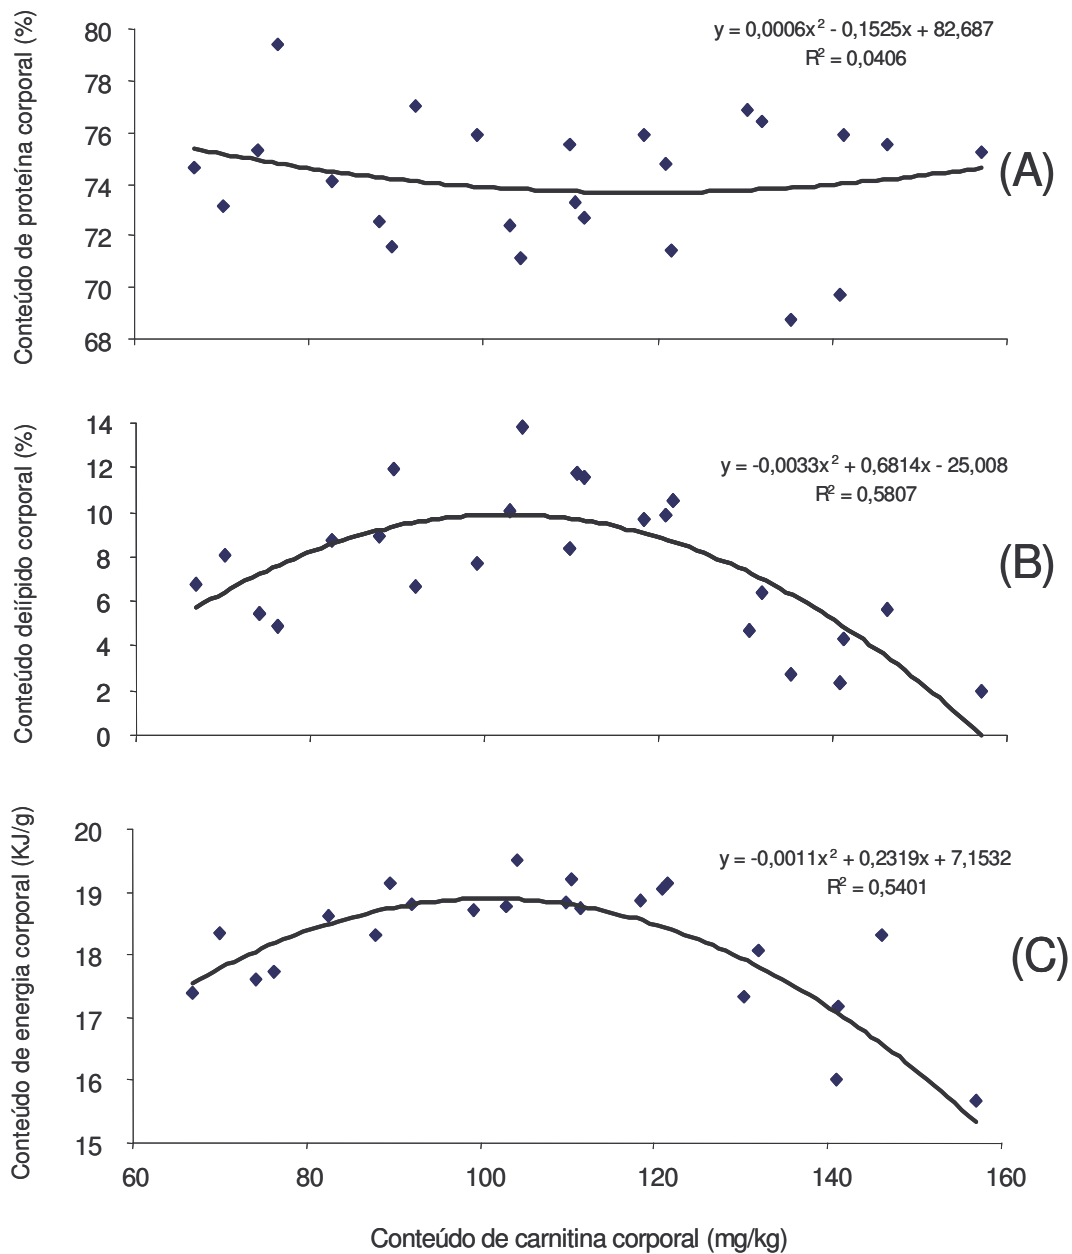 Conteúdo de proteína corporal (%)
80
78
76
74
72
70
68
y = 0,0006x² - 0,1525x + 82,687
R² = 0,0406
(A)
Conteúdo deiípido corporal (%)
14
12
10
8
6
4
2
0
y = -0,0033x² + 0,6814x - 25,008
R² = 0,5807
(B)
Conteúdo de energia corporal (KJ/g)
20
19
18
17
16
15
y = -0,0011x² + 0,2319x + 7,1532
R² = 0,5401
(C)
60 80 100 120 140 160
Conteúdo de carnitina corporal (mg/kg)